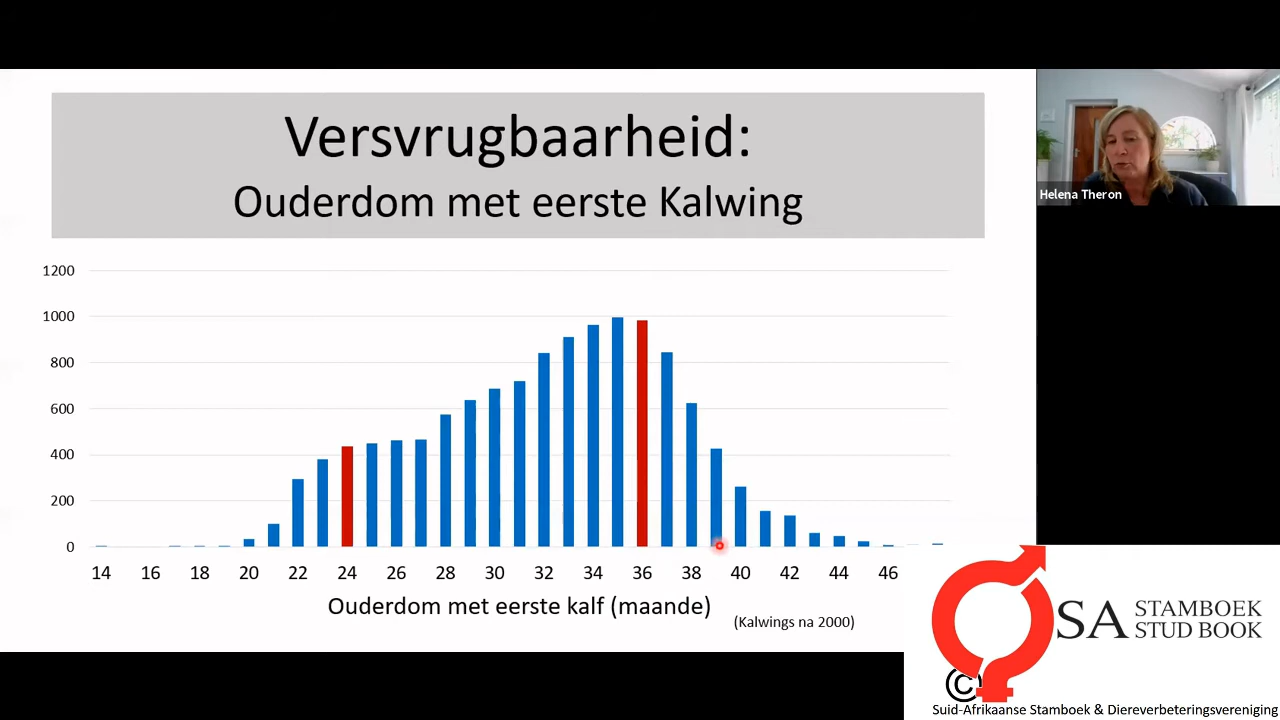 Versvrugbaarheid:
Ouderdom met eerste Kalwing
Helena Theron
1200
1000
800
600
400
200
0
14 16 18 20 22 24 26 28 30 32 34 36 38 40 42 44 46
Ouderdom met eerste kalf (maande)
(Kalwings na 2000)
SA STAMBOEK
STUD BOOK
©
Suid-Afrikaanse Stamboek & Diereverbeteringsvereniging